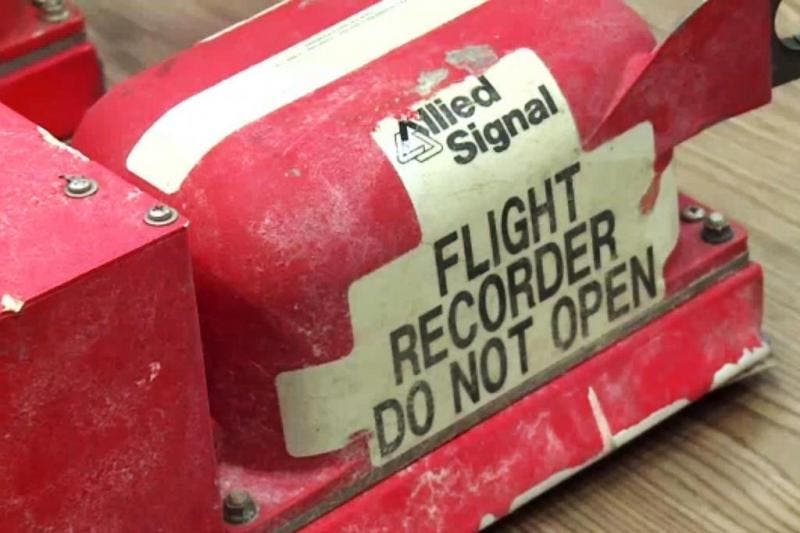 Allied
Signal
FLIGHT
RECORDER
DO NOT OPEN